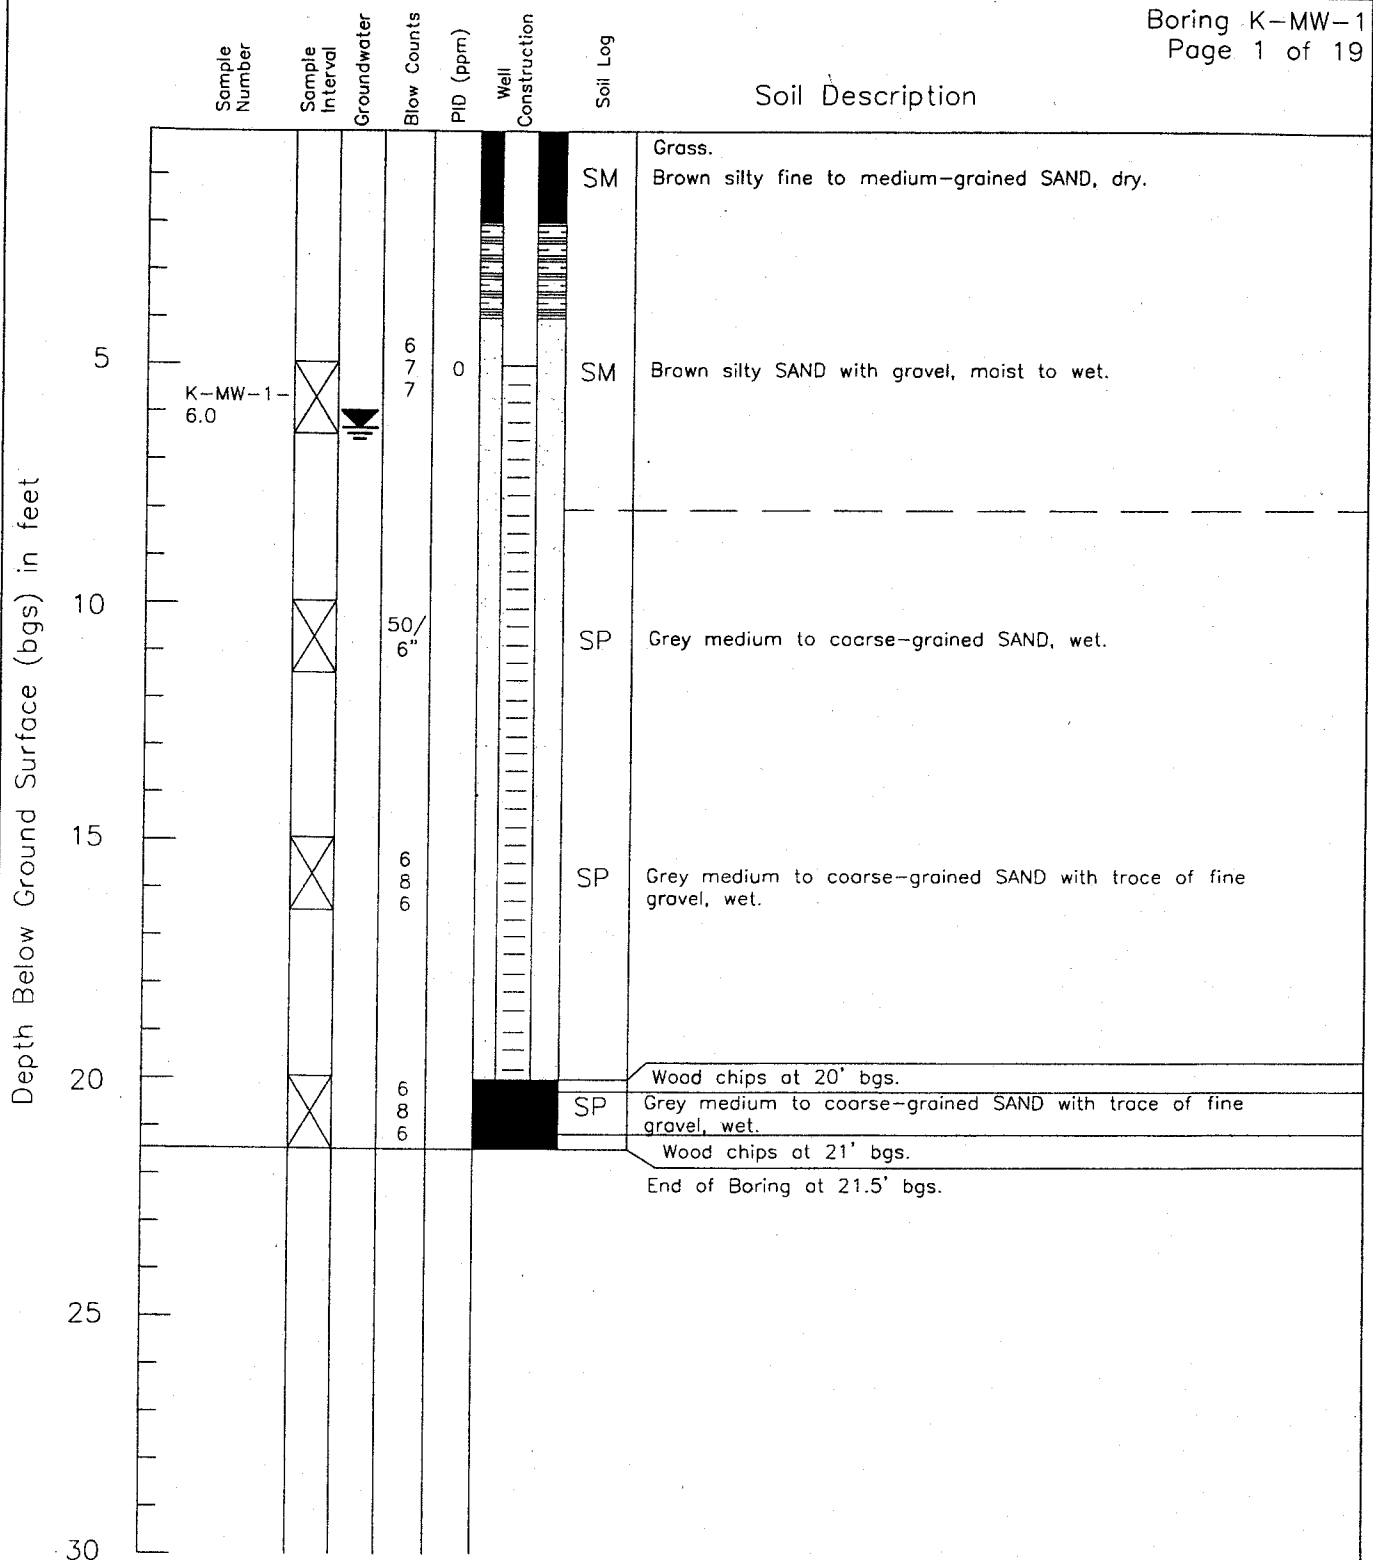 Boring K-MW-1
Page 1 of 19
Sample Number
Sample Interval
Groundwater
Blow Counts
PID (ppm)
Well Construction
Soil Log
Soil Description
Depth Below Ground Surface (bgs) in feet
Grass.
SM Brown silty fine to medium-grained SAND, dry.
5
6
7
7
0
SM Brown silty SAND with gravel, moist to wet.
K-MW-1-
6.0
10
50/
6"
SP Grey medium to coarse-grained SAND, wet.
15
6
8
6
SP Grey medium to coarse-grained SAND with trace of fine
gravel, wet.
20
Wood chips at 20' bgs.
6
8
6
SP Grey medium to coarse-grained SAND with trace of fine
gravel, wet.
Wood chips at 21' bgs.
End of Boring at 21.5' bgs.
25
30